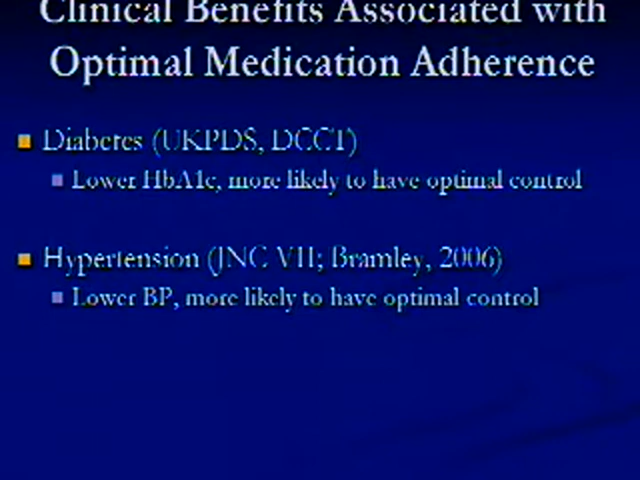 Clinical Benefits Associated with
Optimal Medication Adherence
Diabetes (UKPDS, DCCT)
Lower HbA1c, more likely to have optimal control
Hypertension (JNC VII; Bramley, 2006)
Lower BP, more likely to have optimal control